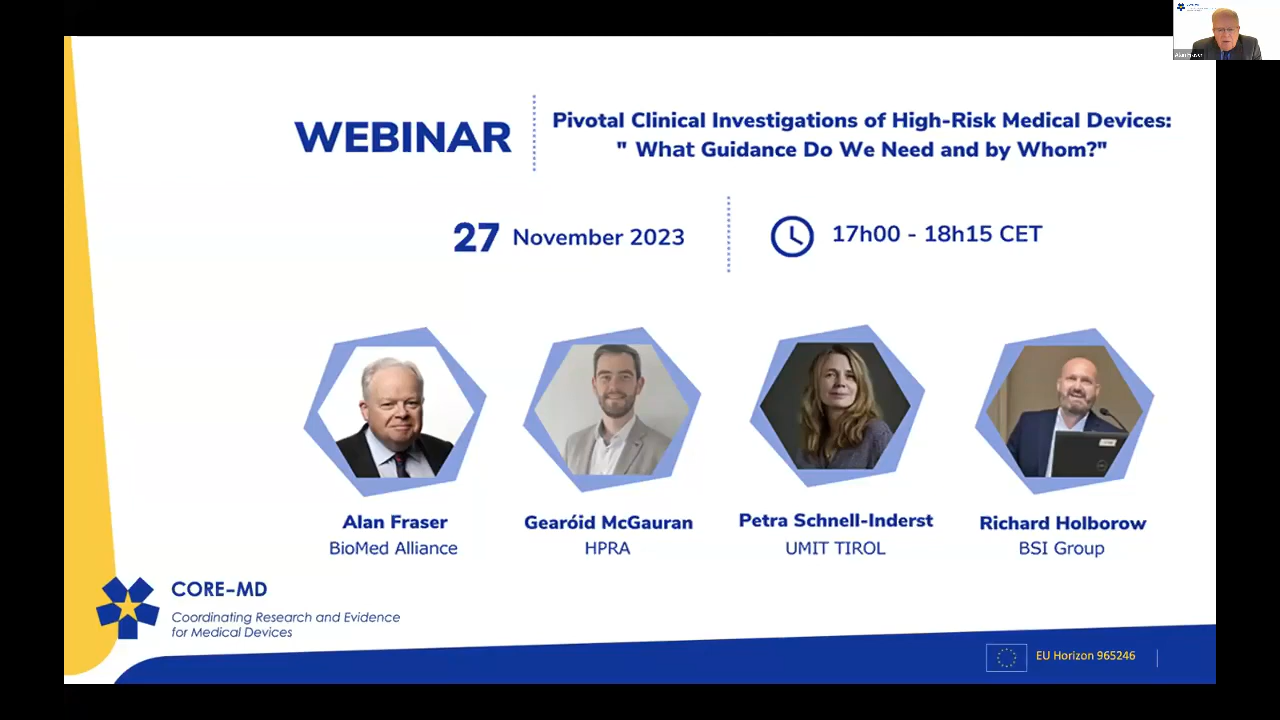 Alan Fraser
WEBINAR
Pivotal Clinical Investigations of High-Risk Medical Devices:
" What Guidance Do We Need and by Whom?"
27 November 2023
17h00 - 18h15 CET
Alan Fraser
BioMed Alliance
Gearóid McGauran
HPRA
Petra Schnell-Inderst
UMIT TIROL
Richard Holborow
BSI Group
CORE-MD
Coordinating Research and Evidence
for Medical Devices
EU Horizon 965246